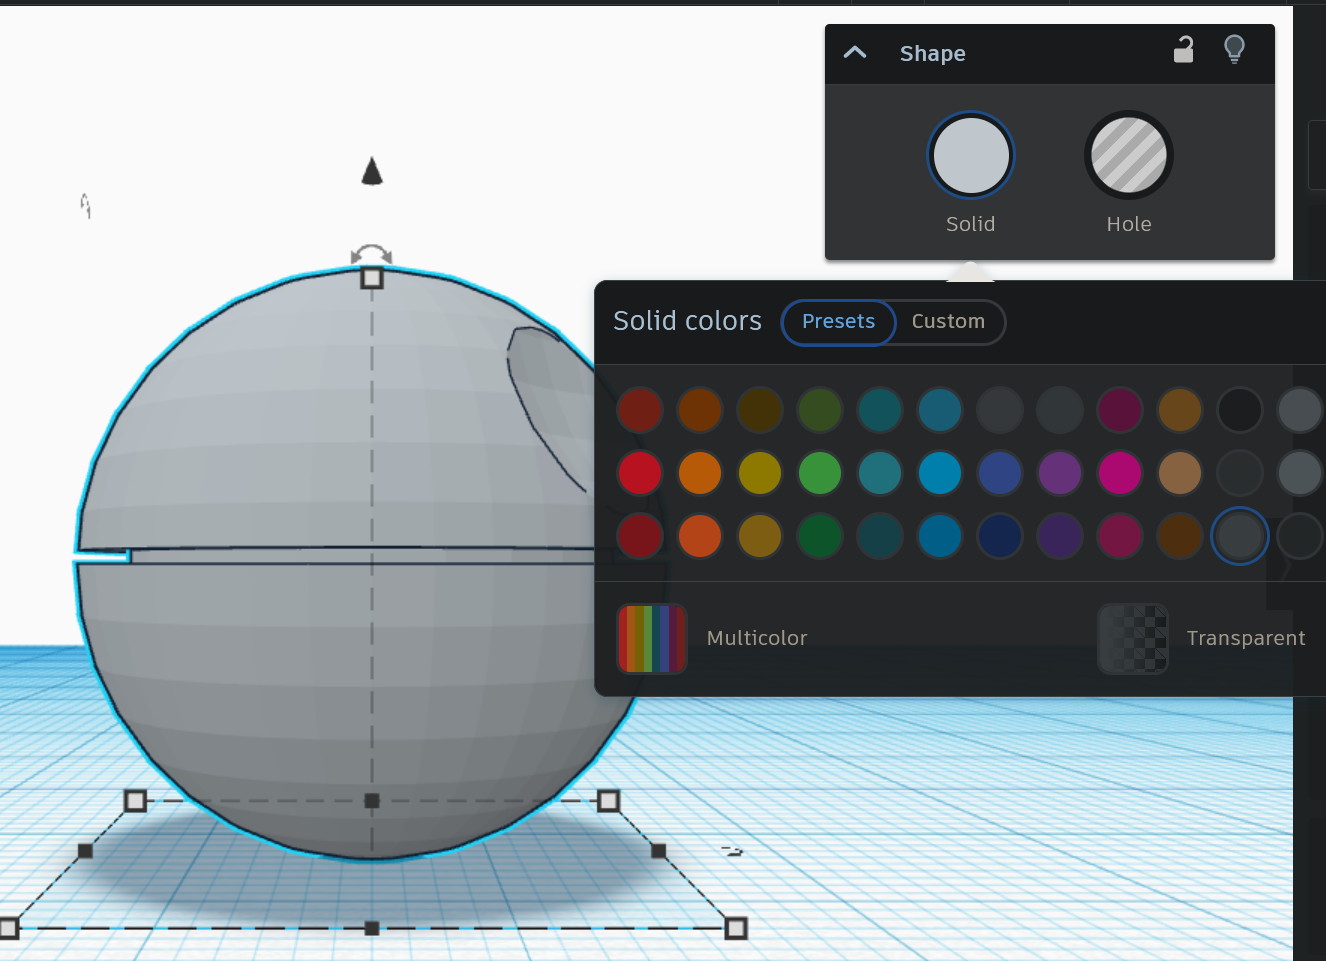 Shape
Solid
Hole
Solid colors
Presets
Custom
Multicolor
Transparent